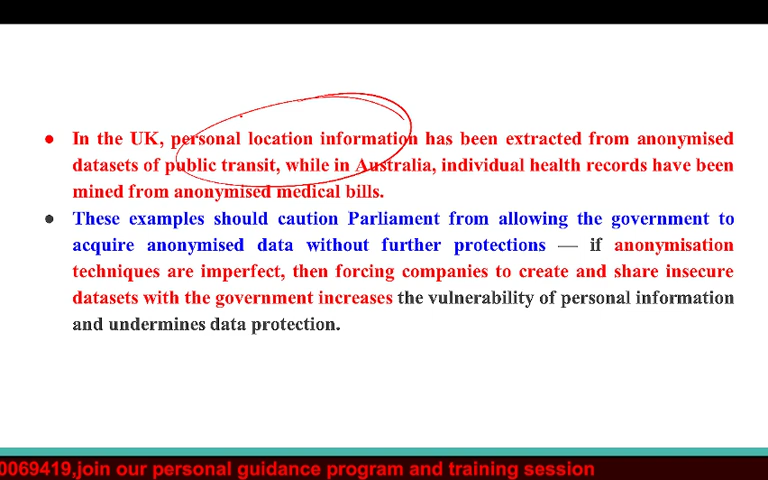 ● In the UK, personal location information has been extracted from anonymised
datasets of public transit, while in Australia, individual health records have been
mined from anonymised medical bills.
● These examples should caution Parliament from allowing the government to
acquire anonymised data without further protections — if anonymisation
techniques are imperfect, then forcing companies to create and share insecure
datasets with the government increases the vulnerability of personal information
and undermines data protection.
0069419,join our personal guidance program and training session